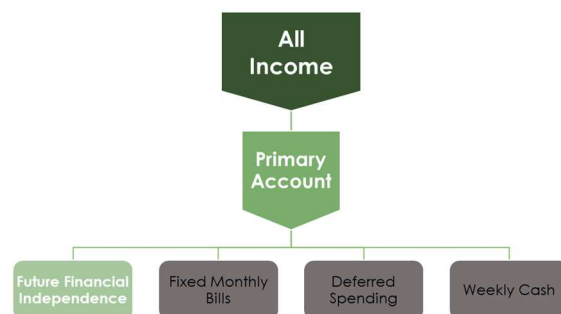 All
Income
Primary
Account
Future Financial
Independence
Fixed Monthly
Bills
Deferred
Spending
Weekly Cash